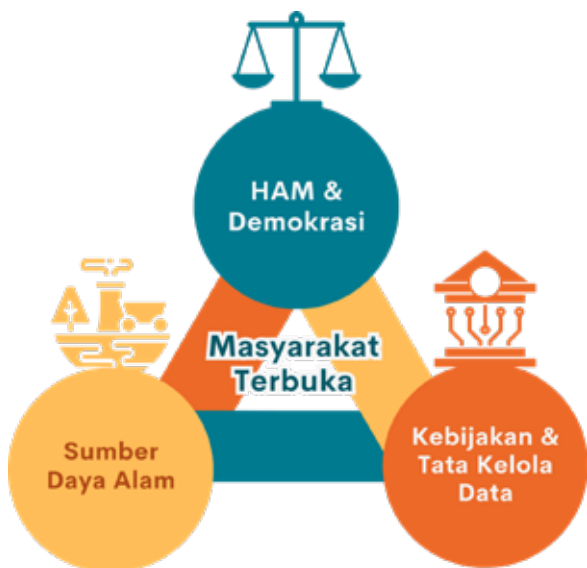 HAM &
Demokrasi
Masyarakat
Terbuka
Sumber
Daya Alam
Kebijakan &
Tata Kelola
Data